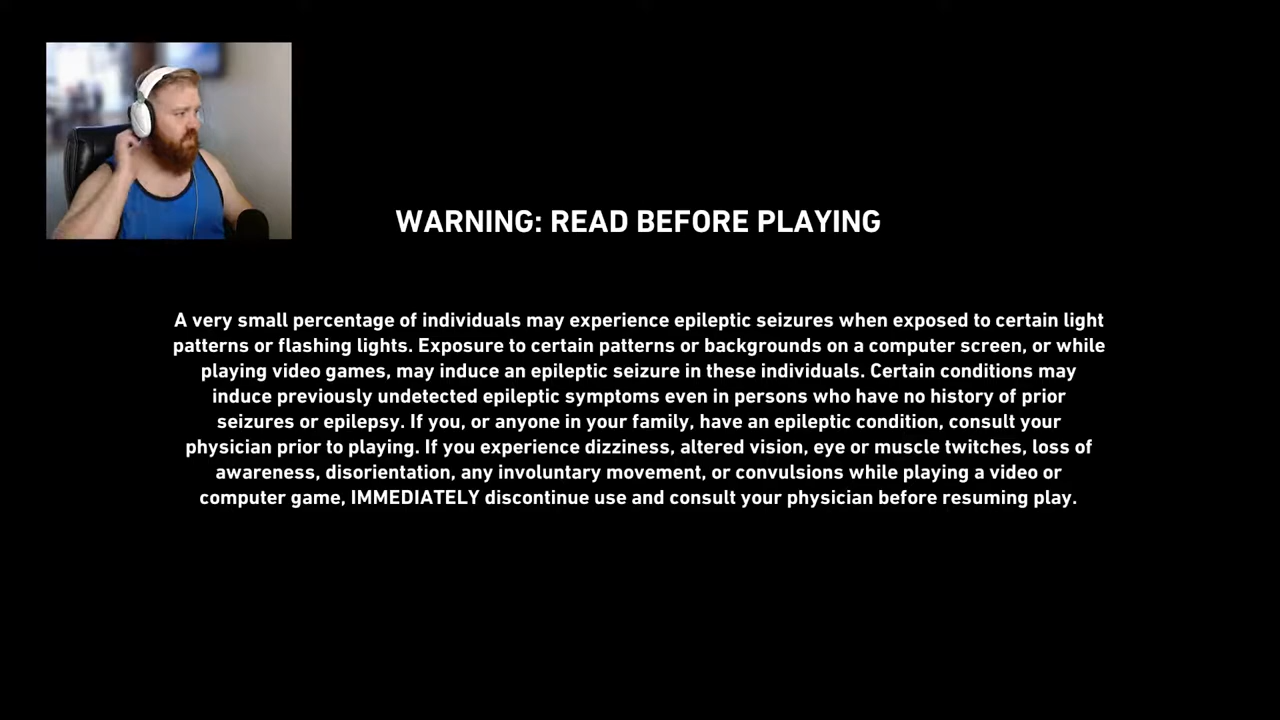 WARNING: READ BEFORE PLAYING
A very small percentage of individuals may experience epileptic seizures when exposed to certain light
patterns or flashing lights. Exposure to certain patterns or backgrounds on a computer screen, or while
playing video games, may induce an epileptic seizure in these individuals. Certain conditions may
induce previously undetected epileptic symptoms even in persons who have no history of prior
seizures or epilepsy. If you, or anyone in your family, have an epileptic condition, consult your
physician prior to playing. If you experience dizziness, altered vision, eye or muscle twitches, loss of
awareness, disorientation, any involuntary movement, or convulsions while playing a video or
computer game, IMMEDIATELY discontinue use and consult your physician before resuming play.